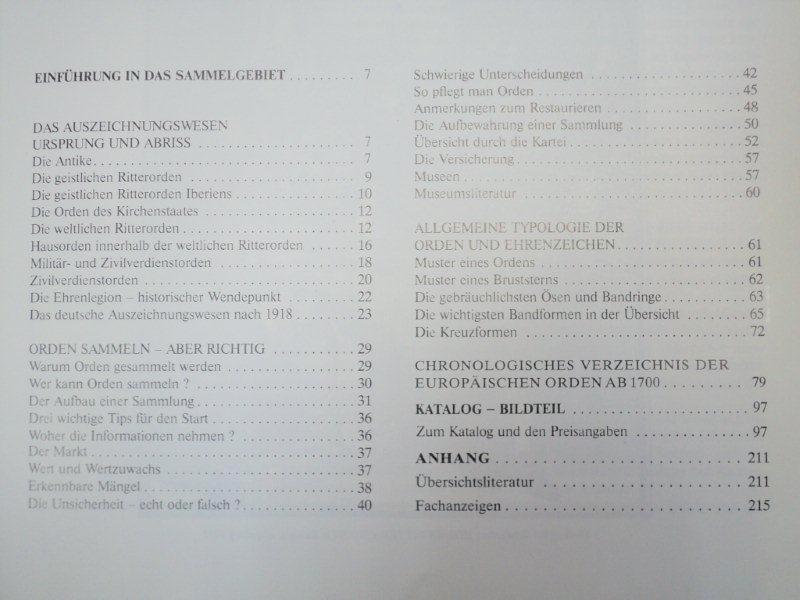 EINFÜHRUNG IN DAS SAMMELGEBIET . . . . . . . . . 7
DAS AUSZEICHNUNGSWESEN
URSPRUNG UND ABRISS . . . . . . . . . . . . . . . . . . . . . 7
Die Antike . . . . . . . . . . . . . . . . . . . . . . . . . . . . . . . . . . . 7
Die geistlichen Ritterorden . . . . . . . . . . . . . . . . . . . . . . 9
Die geistlichen Ritterorden Iberiens . . . . . . . . . . . . . . . . 10
Die Orden des Kirchenstaates . . . . . . . . . . . . . . . . . . . . 12
Die weltlichen Ritterorden . . . . . . . . . . . . . . . . . . . . . . . 12
Hausorden innerhalb der weltlichen Ritterorden . . . . . . 16
Militär- und Zivilverdienstorden . . . . . . . . . . . . . . . . . . . 18
Zivilverdienstorden . . . . . . . . . . . . . . . . . . . . . . . . . . . . 20
Die Ehrenlegion – historischer Wendepunkt . . . . . . . . . 22
Das deutsche Auszeichnungswesen nach 1918 . . . . . . . . 23
ORDEN SAMMELN – ABER RICHTIG . . . . . . . . . . . 29
Warum Orden gesammelt werden . . . . . . . . . . . . . . . . . 29
Wer kann Orden sammeln ? . . . . . . . . . . . . . . . . . . . . . 30
Der Aufbau einer Sammlung . . . . . . . . . . . . . . . . . . . . . 31
Drei wichtige Tips für den Start . . . . . . . . . . . . . . . . . . . 36
Woher die Informationen nehmen ? . . . . . . . . . . . . . . . . 36
Der Markt . . . . . . . . . . . . . . . . . . . . . . . . . . . . . . . . . . . 37
Wert und Wertzuwachs . . . . . . . . . . . . . . . . . . . . . . . . . 37
Erkennbare Mängel . . . . . . . . . . . . . . . . . . . . . . . . . . . . 38
Die Unsicherheit – echt oder falsch ? . . . . . . . . . . . . . . . 40
Schwierige Unterscheidungen . . . . . . . . . . . . . . . . . . . . 42
So pflegt man Orden . . . . . . . . . . . . . . . . . . . . . . . . . . . 45
Anmerkungen zum Restaurieren . . . . . . . . . . . . . . . . . . 48
Die Aufbewahrung einer Sammlung . . . . . . . . . . . . . . . 50
Übersicht durch die Kartei . . . . . . . . . . . . . . . . . . . . . . . 52
Die Versicherung . . . . . . . . . . . . . . . . . . . . . . . . . . . . . . 57
Museen . . . . . . . . . . . . . . . . . . . . . . . . . . . . . . . . . . . . . 57
Museumsliteratur . . . . . . . . . . . . . . . . . . . . . . . . . . . . . 60
ALLGEMEINE TYPOLOGIE DER
ORDEN UND EHRENZEICHEN . . . . . . . . . . . . . . . . 61
Muster eines Ordens . . . . . . . . . . . . . . . . . . . . . . . . . . . 61
Muster eines Bruststerns . . . . . . . . . . . . . . . . . . . . . . . . 62
Die gebräuchlichsten Ösen und Bandringe . . . . . . . . . . 63
Die wichtigsten Bandformen in der Übersicht . . . . . . . . 65
Die Kreuzformen . . . . . . . . . . . . . . . . . . . . . . . . . . . . . 72
CHRONOLOGISCHES VERZEICHNIS DER
EUROPÄISCHEN ORDEN AB 1700 . . . . . . . . . . 79
KATALOG – BILDTEIL . . . . . . . . . . . . . . . . . . . . . . 97
Zum Katalog und den Preisangaben . . . . . . . . . . . . . . . 97
ANHANG . . . . . . . . . . . . . . . . . . . . . . . . . . . . . . . . 211
Übersichtsliteratur . . . . . . . . . . . . . . . . . . . . . . . . . . . . 211
Fachanzeigen . . . . . . . . . . . . . . . . . . . . . . . . . . . . . . . . 215